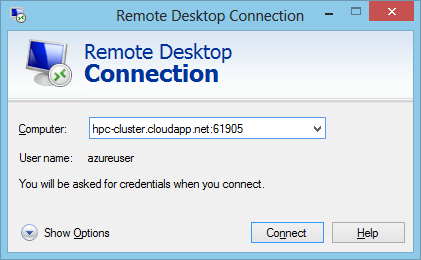 Remote Desktop Connection
Remote Desktop
Connection
Computer: hpc-cluster.cloudapp.net:61905
User name: azureuser
You will be asked for credentials when you connect.
Show Options Connect Help